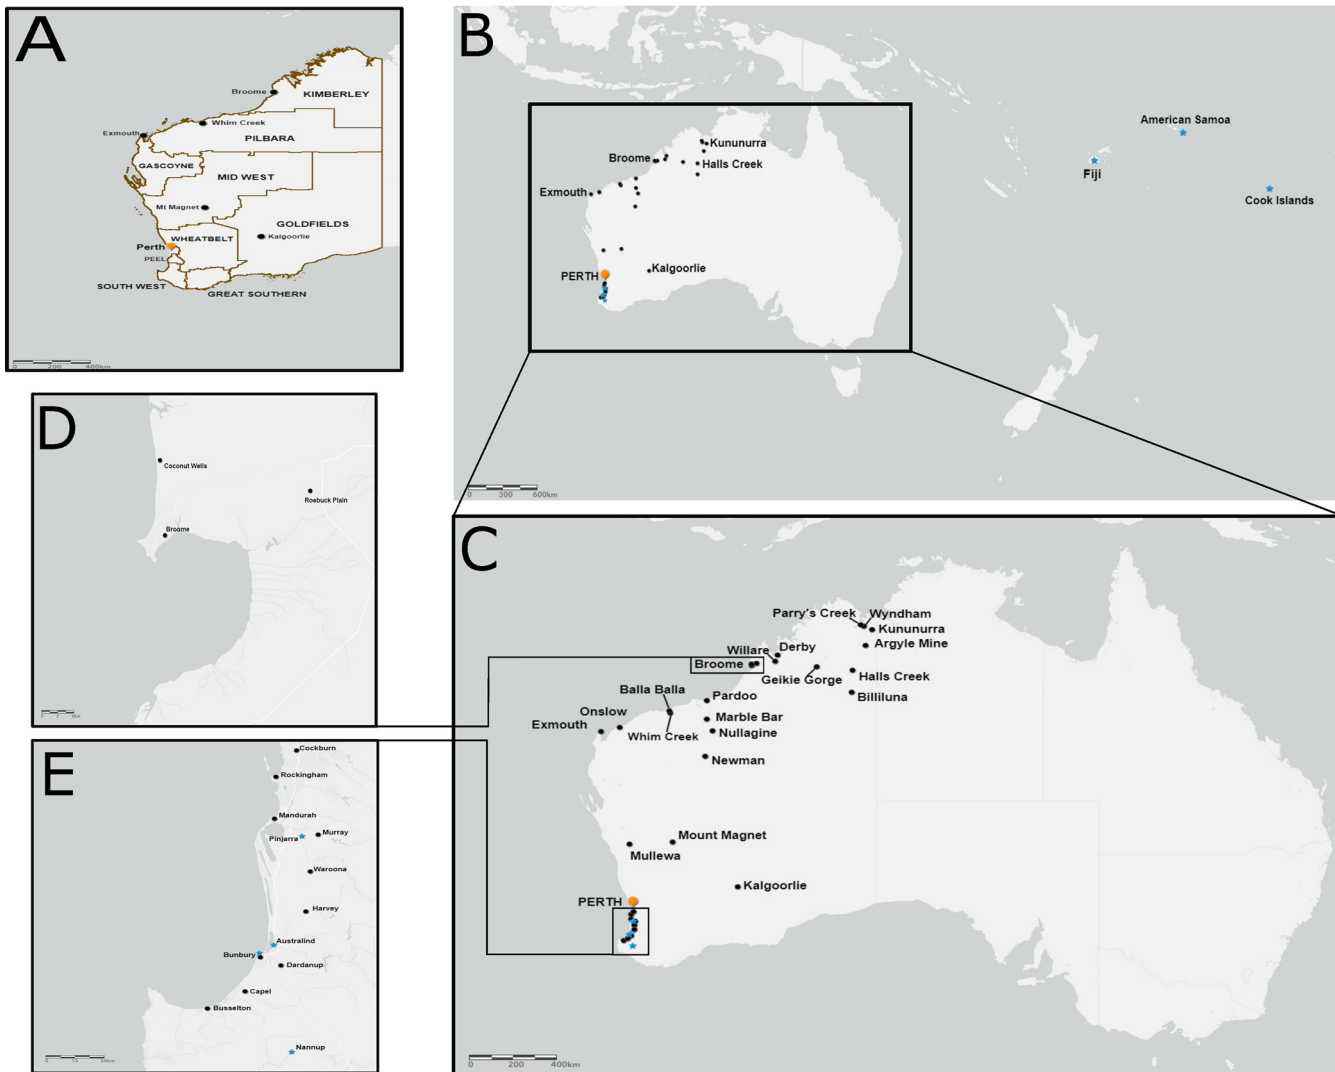 A
Broome
KIMBERLEY
Whim Creek
Exmouth
PILBARA
GASCOYNE
MID WEST
Mt Magnet
GOLDFIELDS
WHEATBELT
Kalgoorlie
Perth
PEEL
SOUTH WEST
GREAT SOUTHERN
0 200 400km
B
American Samoa
Kununurra
Broome
Halls Creek
Fiji
Exmouth
Cook Islands
Kalgoorlie
PERTH
0 300 600km
D
Coconut Wells
Roebuck Plain
Broome
C
Parry's Creek
Wyndham
Kununurra
Argyle Mine
Willare
Derby
Broome
Geikie Gorge
Halls Creek
Billiluna
Balla Balla
Pardoo
Onslow
Marble Bar
Exmouth
Whim Creek
Nullagine
Newman
Mount Magnet
Mullewa
Kalgoorlie
PERTH
0 200 400km
E
Cockburn
Rockingham
Mandurah
Pinjarra
Murray
Waroona
Harvey
Australind
Bunbury
Dardanup
Capel
Busselton
Nannup